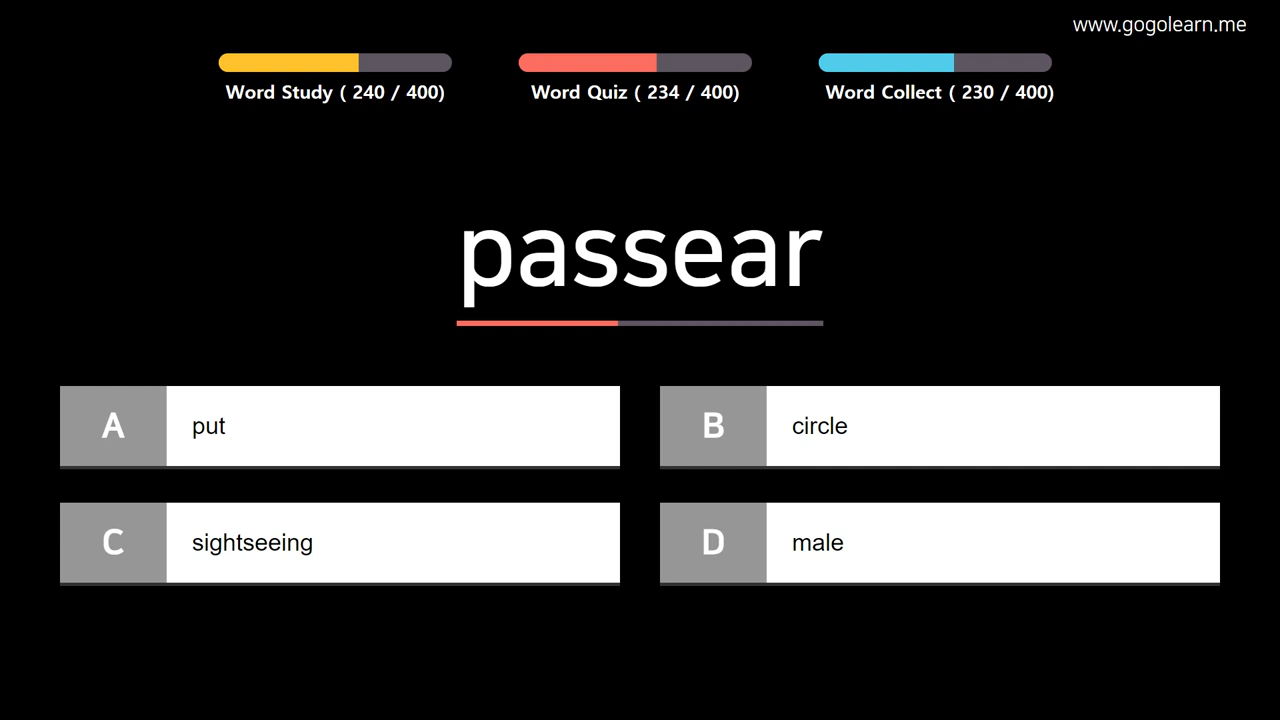 www.gogolearn.me
Word Study ( 240 / 400)
Word Quiz ( 234 / 400)
Word Collect ( 230 / 400)
passear
A put
B circle
C sightseeing
D male